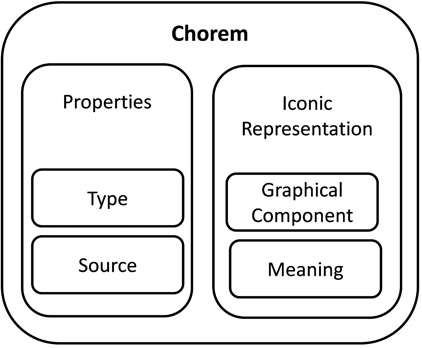 Chorem
Properties
Type
Source
Iconic
Representation
Graphical
Component
Meaning